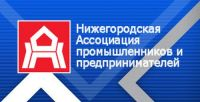 Нижегородская
Ассоциация
промышленников и
предпринимателей